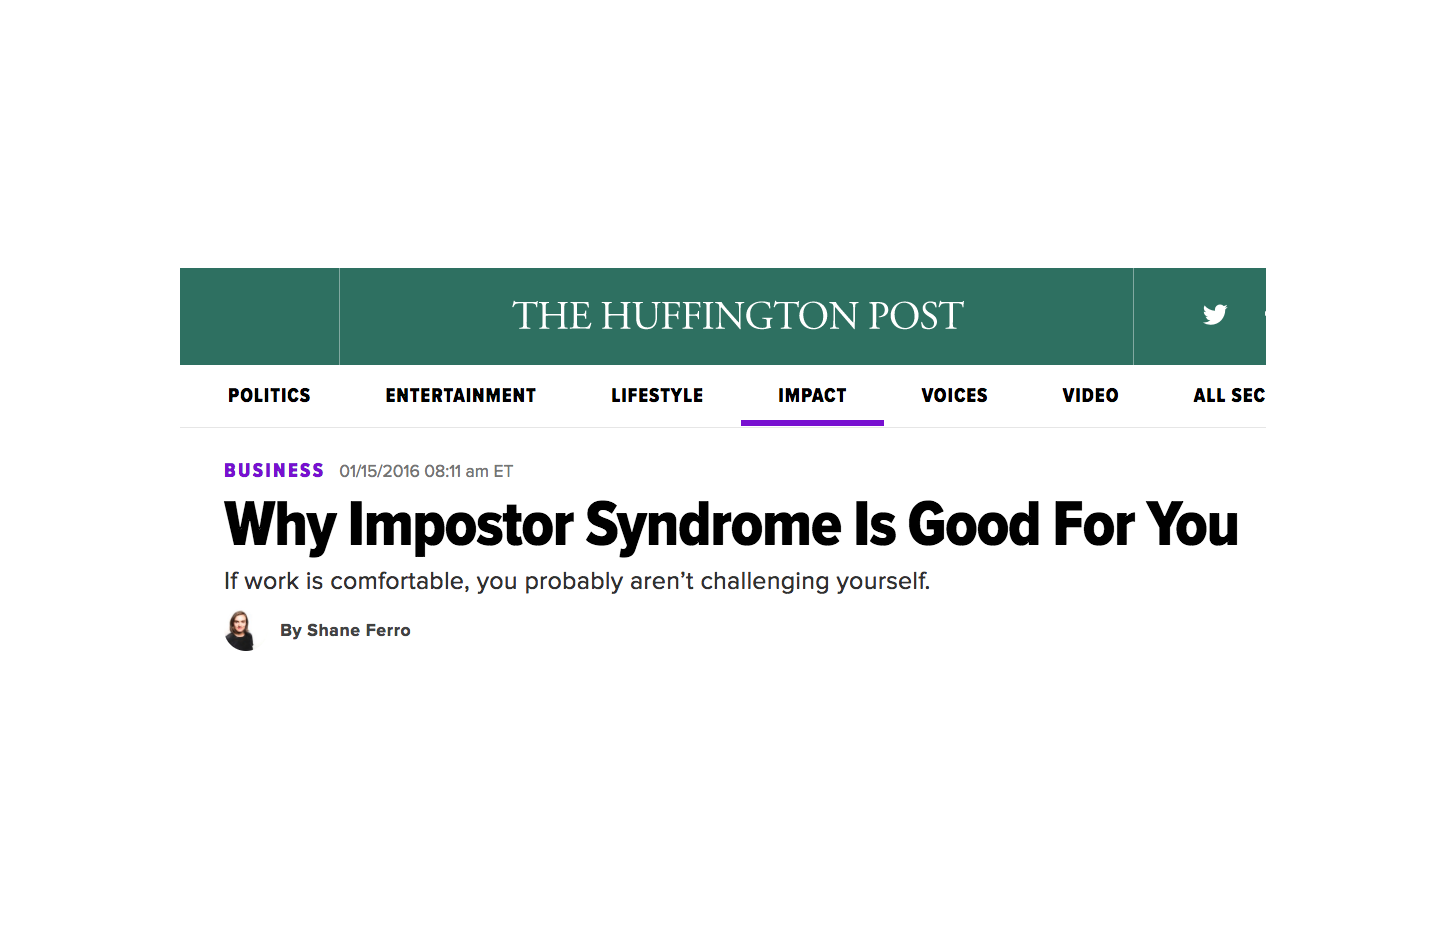 THE HUFFINGTON POST
POLITICS ENTERTAINMENT LIFESTYLE IMPACT VOICES VIDEO ALL SEC
BUSINESS 01/15/2016 08:11 am ET
Why Impostor Syndrome Is Good For You
If work is comfortable, you probably aren’t challenging yourself.
By Shane Ferro